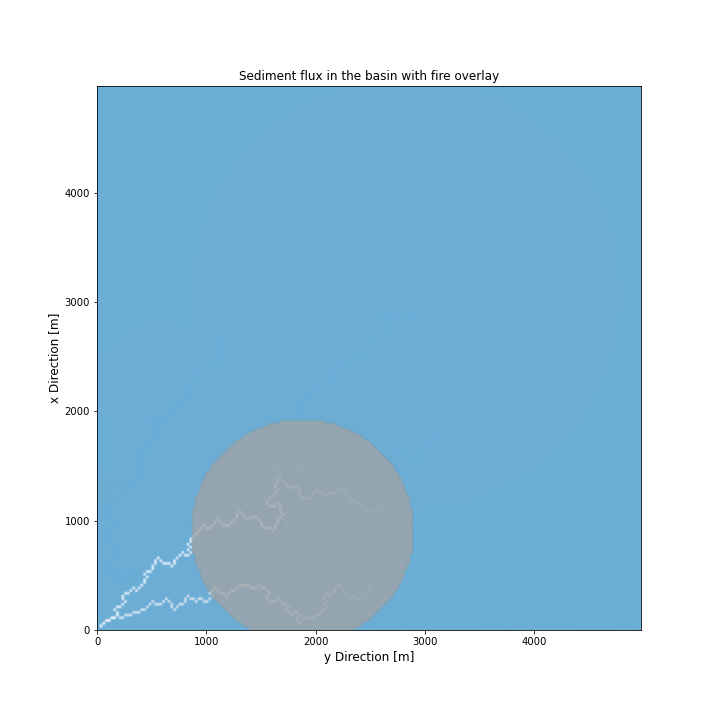 Sediment flux in the basin with fire overlay
4000
3000
2000
1000
0
x Direction [m]
0 1000 2000 3000 4000
y Direction [m]